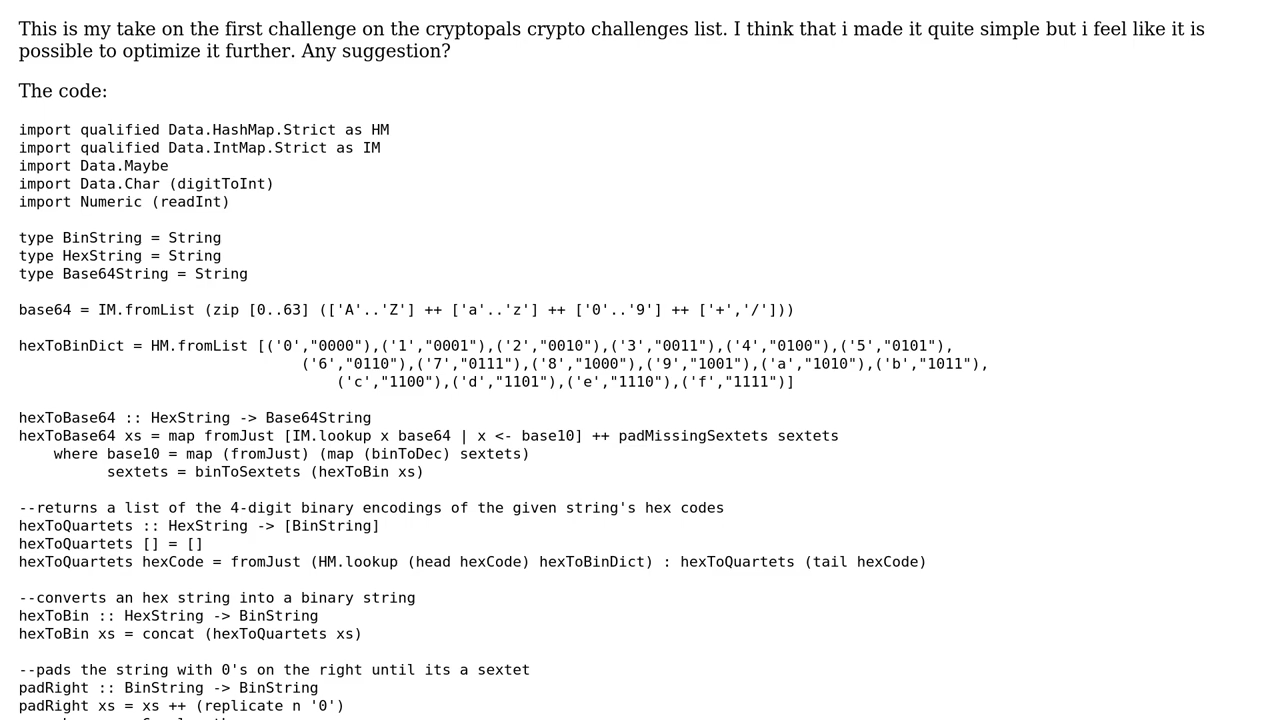 This is my take on the first challenge on the cryptopals crypto challenges list. I think that i made it quite simple but i feel like it is
possible to optimize it further. Any suggestion?
The code:
import qualified Data.HashMap.Strict as HM
import qualified Data.IntMap.Strict as IM
import Data.Maybe
import Data.Char (digitToInt)
import Numeric (readInt)
type BinString = String
type HexString = String
type Base64String = String
base64 = IM.fromList (zip [0..63] (['A'..'Z'] ++ ['a'..'z'] ++ ['0'..'9'] ++ ['+','/']))
hexToBinDict = HM.fromList [('0',"0000"),('1',"0001"),('2',"0010"),('3',"0011"),('4',"0100"),('5',"0101"),
('6',"0110"),('7',"0111"),('8',"1000"),('9',"1001"),('a',"1010"),('b',"1011"),
('c',"1100"),('d',"1101"),('e',"1110"),('f',"1111")]
hexToBase64 :: HexString -> Base64String
hexToBase64 xs = map fromJust [IM.lookup x base64 | x <- base10] ++ padMissingSextets sextets
where base10 = map (fromJust) (map (binToDec) sextets)
sextets = binToSextets (hexToBin xs)
--returns a list of the 4-digit binary encodings of the given string's hex codes
hexToQuartets :: HexString -> [BinString]
hexToQuartets [] = []
hexToQuartets hexCode = fromJust (HM.lookup (head hexCode) hexToBinDict) : hexToQuartets (tail hexCode)
--converts an hex string into a binary string
hexToBin :: HexString -> BinString
hexToBin xs = concat (hexToQuartets xs)
--pads the string with 0's on the right until its a sextet
padRight :: BinString -> BinString
padRight xs = xs ++ (replicate n '0')